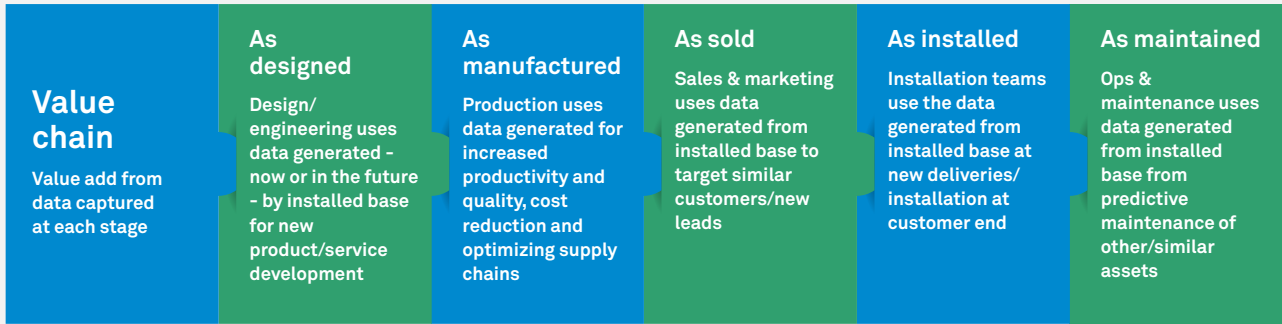 Value
chain
Value add from
data captured
at each stage
As
designed
Design/
engineering uses
data generated -
now or in the future
- by installed base
for new
product/service
development
As
manufactured
Production uses
data generated for
increased
productivity and
quality, cost
reduction and
optimizing supply
chains
As sold
Sales & marketing
uses data
generated from
installed base to
target similar
customers/new
leads
As installed
Installation teams
use the data
generated from
installed base at
new deliveries/
installation at
customer end
As maintained
Ops &
maintenance uses
data generated
from installed
base from
predictive
maintenance of
other/similar
assets